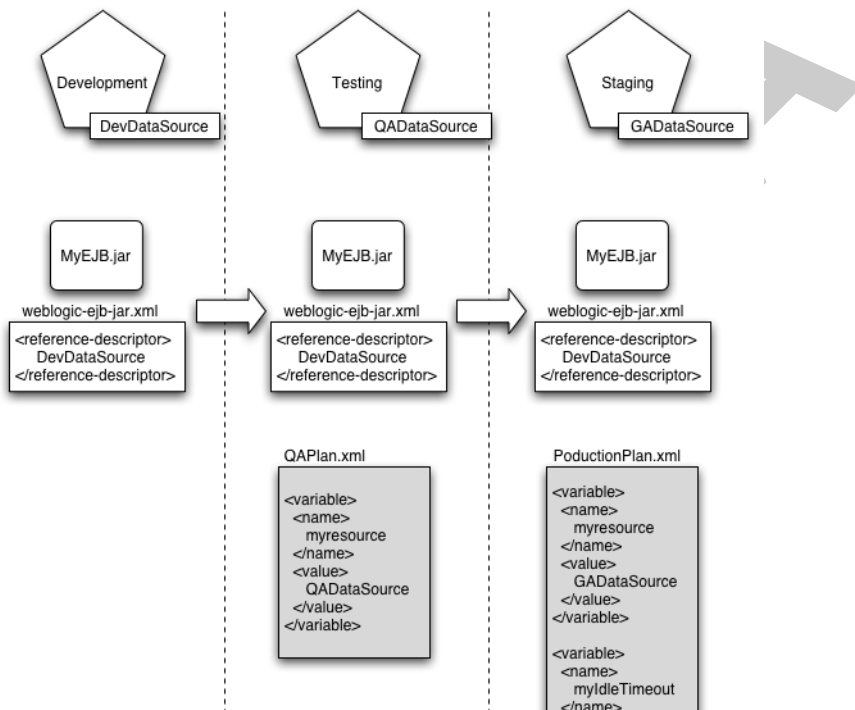 Development
DevDataSource
Testing
QADataSource
Staging
GADataSource
MyEJB.jar
weblogic-ejb-jar.xml
<reference-descriptor>
DevDataSource
</reference-descriptor>
MyEJB.jar
weblogic-ejb-jar.xml
<reference-descriptor>
DevDataSource
</reference-descriptor>
MyEJB.jar
weblogic-ejb-jar.xml
<reference-descriptor>
DevDataSource
</reference-descriptor>
QAPlan.xml
<variable>
<name>
myresource
</name>
<value>
QADataSource
</value>
</variable>
PoductionPlan.xml
<variable>
<name>
myresource
</name>
<value>
GADataSource
</value>
</variable>
<variable>
<name>
myIdleTimeout
</name>